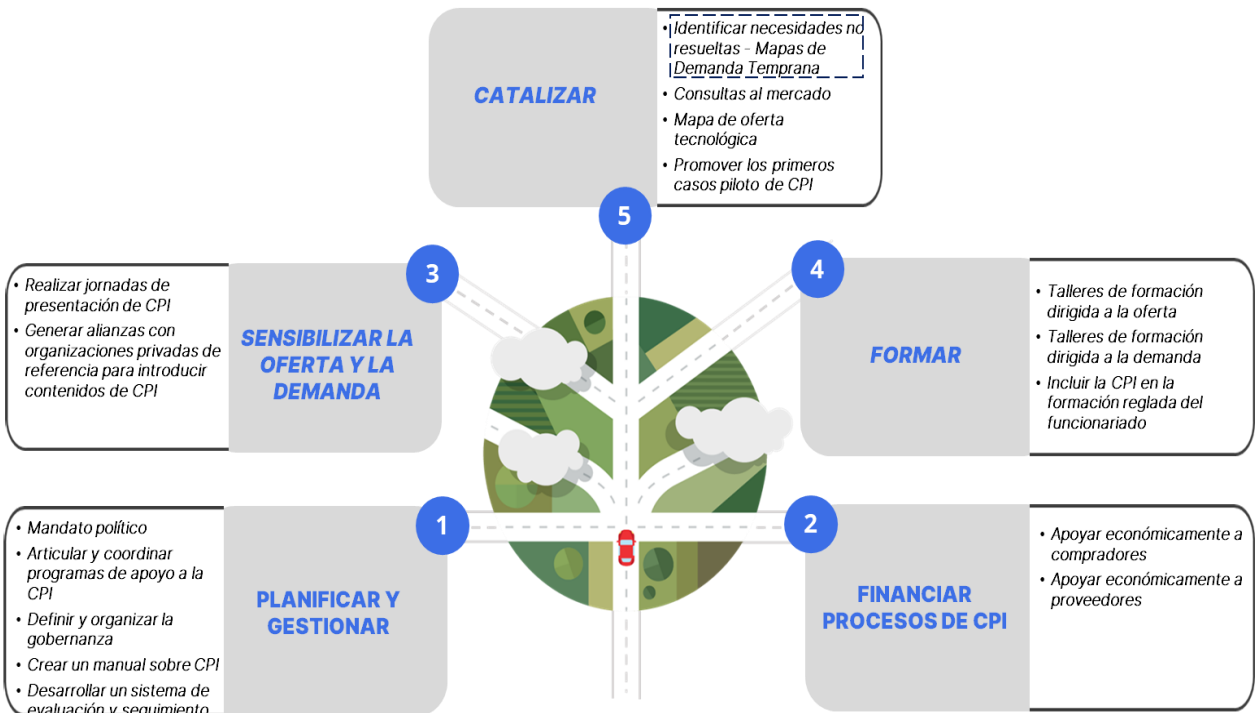 CATALIZAR
• Identificar necesidades no
resueltas - Mapas de
Demanda Temprana
• Consultas al mercado
• Mapa de oferta
tecnológica
• Promover los primeros
casos piloto de CPI
5
3
4
• Realizar jornadas de
presentación de CPI
• Generar alianzas con
organizaciones privadas de
referencia para introducir
contenidos de CPI
SENSIBILIZAR LA
OFERTA Y LA
DEMANDA
FORMAR
• Talleres de formación
dirigida a la oferta
• Talleres de formación
dirigida a la demanda
• Incluir la CPI en la
formación reglada del
funcionariado
1
2
• Mandato político
• Articular y coordinar
programas de apoyo a la
CPI
• Definir y organizar la
gobernanza
• Crear un manual sobre CPI
• Desarrollar un sistema de
evaluación y seguimiento
PLANIFICAR Y
GESTIONAR
FINANCIAR
PROCESOS DE CPI
• Apoyar económicamente a
compradores
• Apoyar económicamente a
proveedores